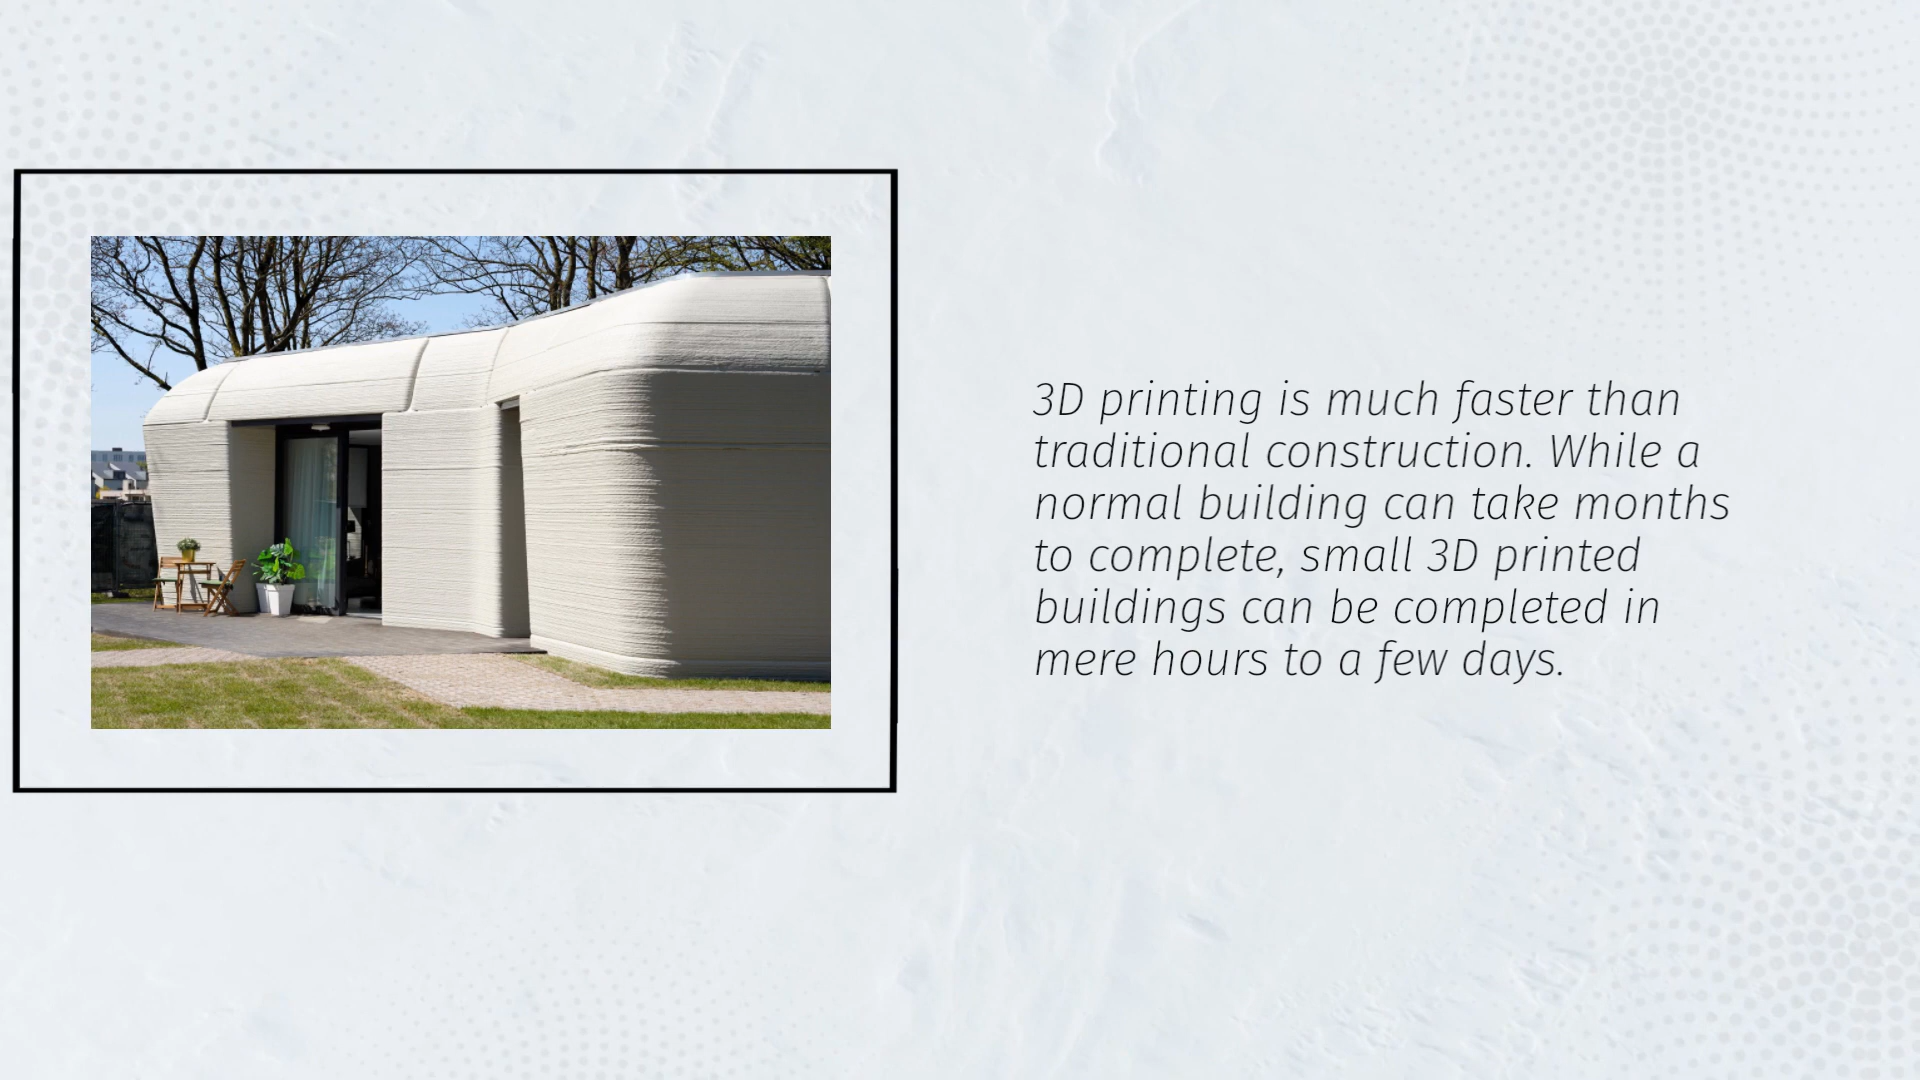 3D printing is much faster than
traditional construction. While a
normal building can take months
to complete, small 3D printed
buildings can be completed in
mere hours to a few days.